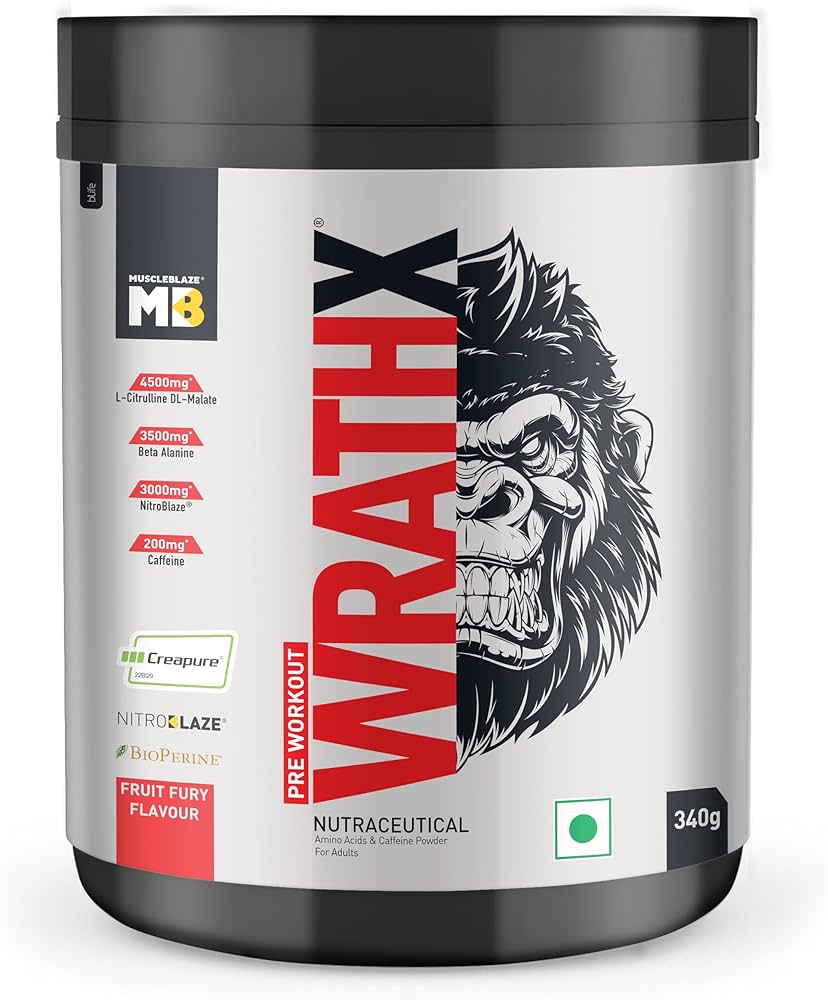 bLife
MUSCLEBLAZE®
MB
4500mg*
L-Citrulline DL-Malate
3500mg*
Beta Alanine
3000mg*
NitroBlaze®
200mg*
Caffeine
Creapure®
228I20
NITROBLAZE®
BIOPERINE®
FRUIT FURY
FLAVOUR
PRE WORKOUT
WRATHX®
NUTRACEUTICAL
Amino Acids & Caffeine Powder
For Adults
340g